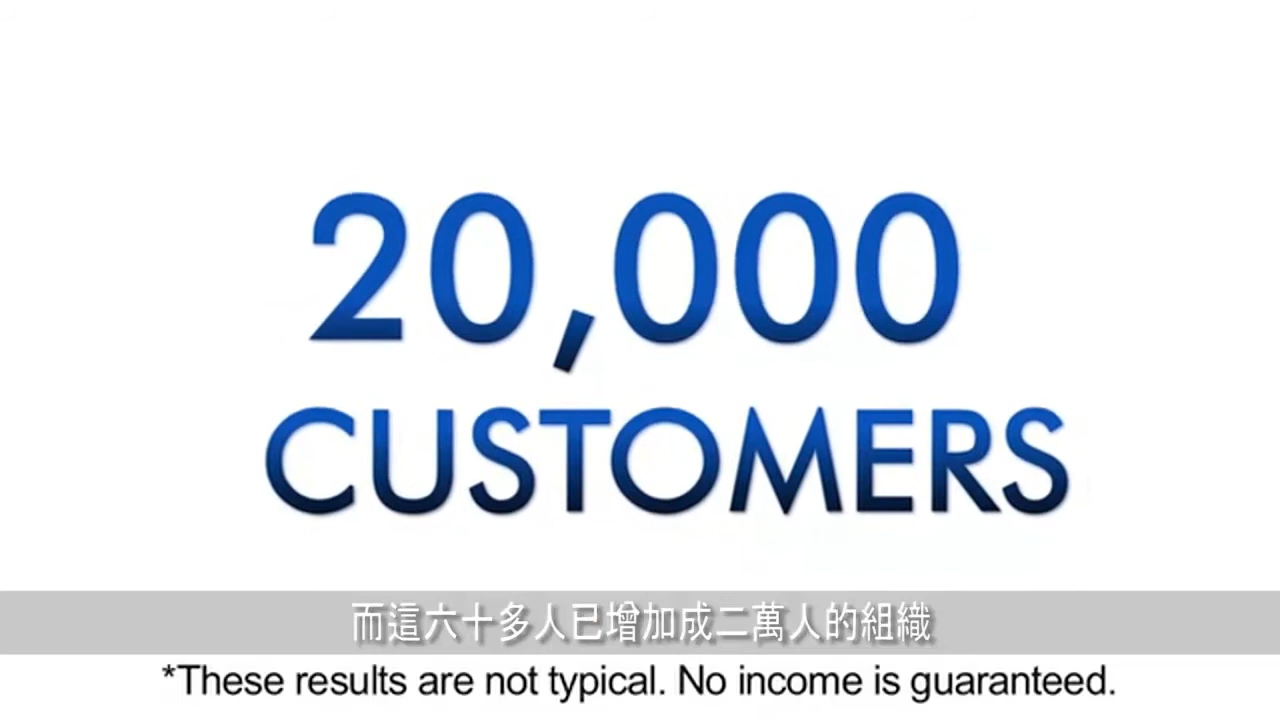 20,000
CUSTOMERS
而這六十多人已增加成二萬人的組織
*These results are not typical. No income is guaranteed.